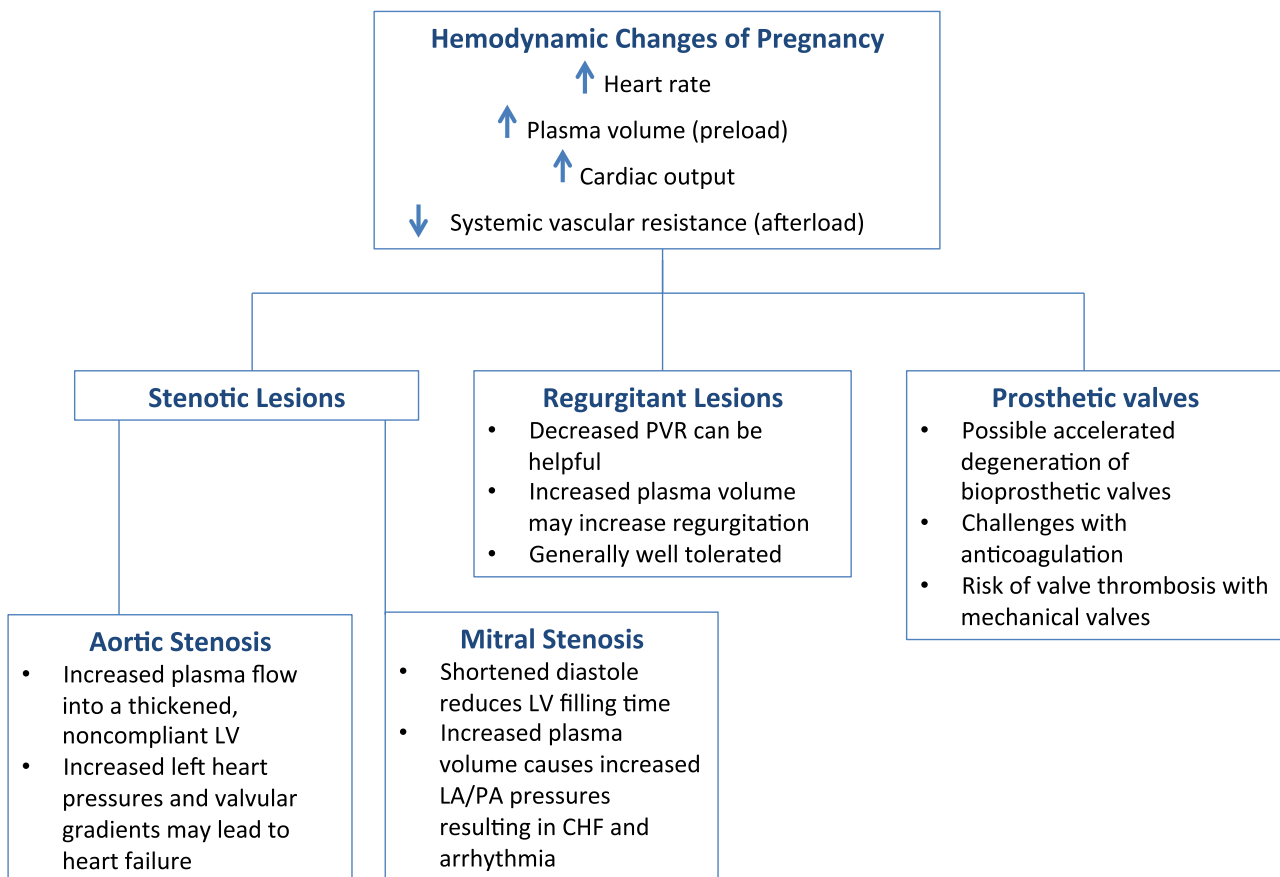 Hemodynamic Changes of Pregnancy
↑ Heart rate
↑ Plasma volume (preload)
↑ Cardiac output
↓ Systemic vascular resistance (afterload)
Stenotic Lesions
Regurgitant Lesions
• Decreased PVR can be
helpful
• Increased plasma volume
may increase regurgitation
• Generally well tolerated
Prosthetic valves
• Possible accelerated
degeneration of
bioprosthetic valves
• Challenges with
anticoagulation
• Risk of valve thrombosis with
mechanical valves
Aortic Stenosis
• Increased plasma flow
into a thickened,
noncompliant LV
• Increased left heart
pressures and valvular
gradients may lead to
heart failure
Mitral Stenosis
• Shortened diastole
reduces LV filling time
• Increased plasma
volume causes increased
LA/PA pressures
resulting in CHF and
arrhythmia